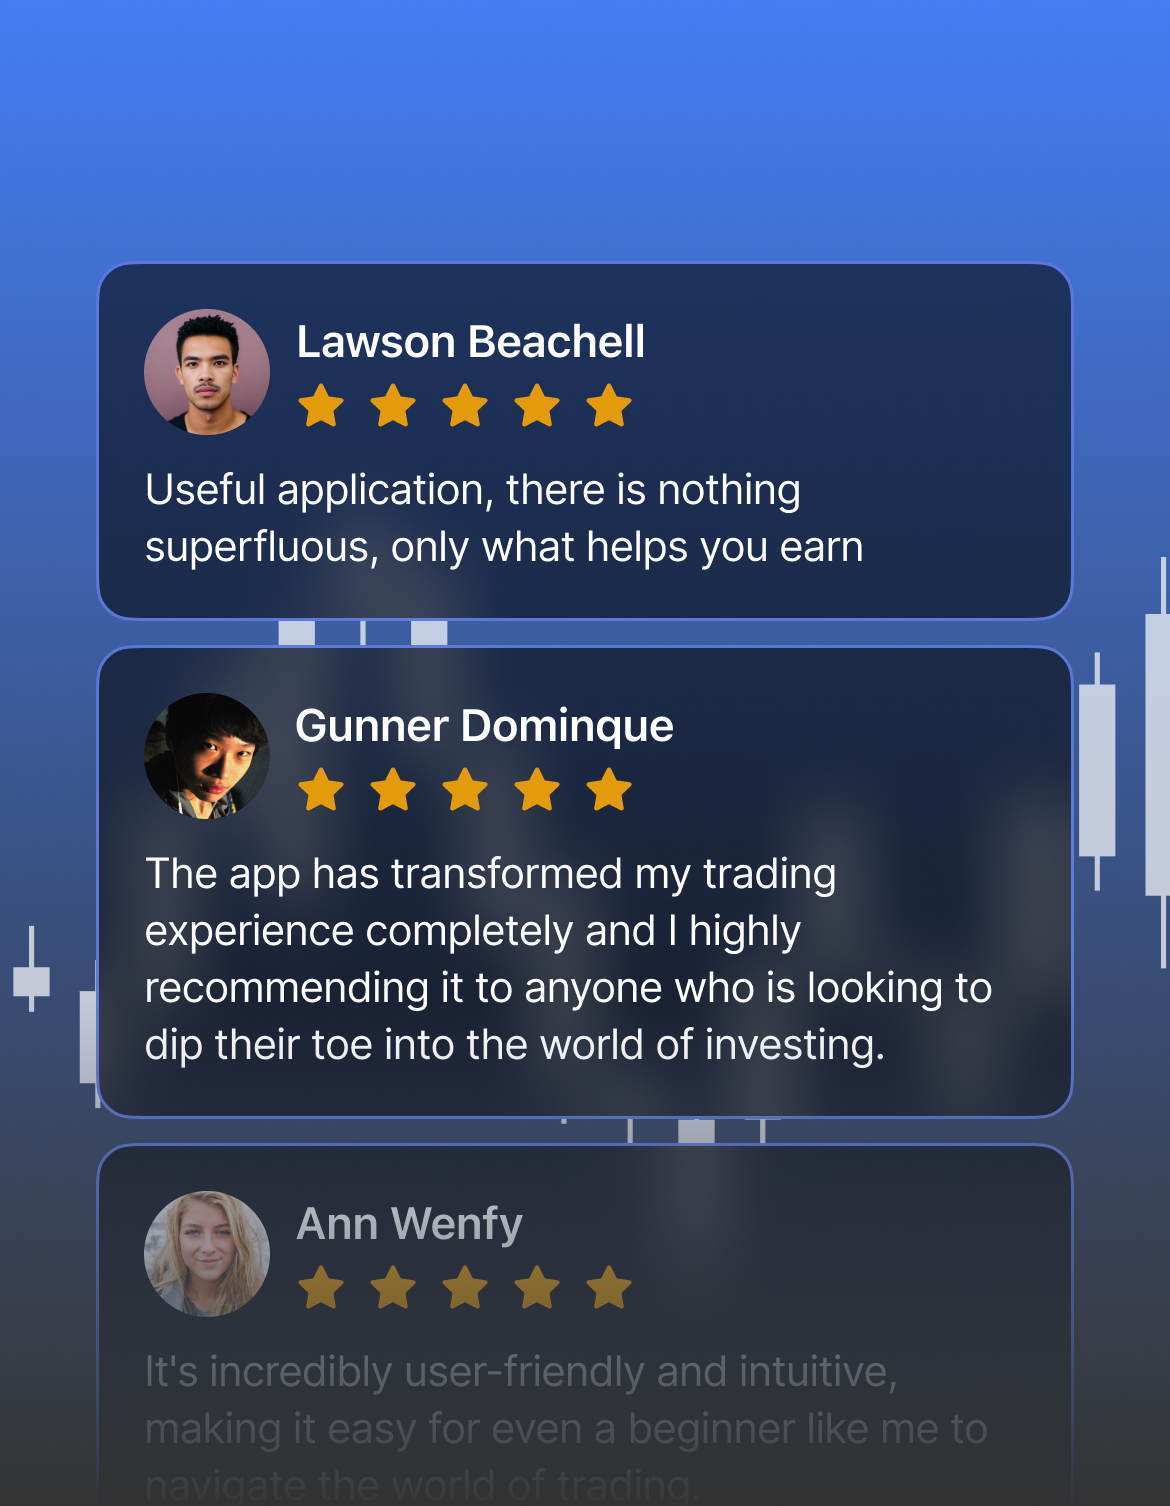 Lawson Beachell
Useful application, there is nothing
superfluous, only what helps you earn
Gunner Dominque
The app has transformed my trading
experience completely and I highly
recommending it to anyone who is looking to
dip their toe into the world of investing.
Ann Wenfy
It's incredibly user-friendly and intuitive,
making it easy for even a beginner like me to
navigate the world of trading.